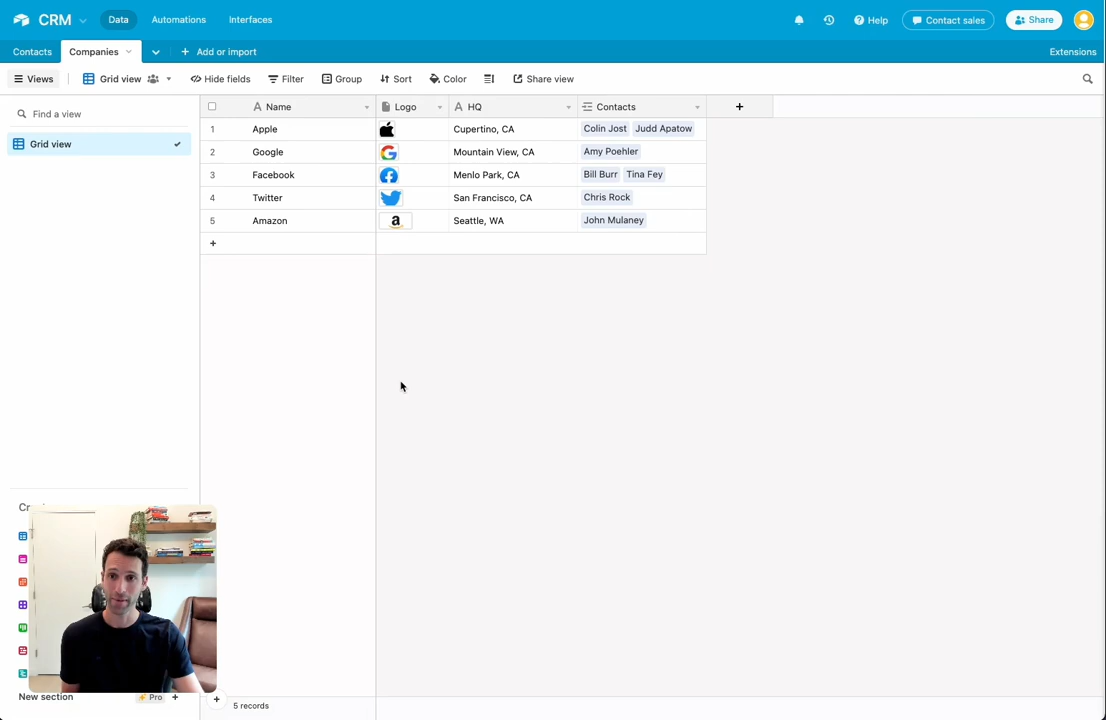 CRM Data Automations Interfaces Help Contact sales Share
Contacts Companies Add or import Extensions
Views Grid view Hide fields Filter Group Sort Color Share view
Find a view
Grid view
Name Logo HQ Contacts
1 Apple Cupertino, CA Colin Jost Judd Apatow
2 Google Mountain View, CA Amy Poehler
3 Facebook Menlo Park, CA Bill Burr Tina Fey
4 Twitter San Francisco, CA Chris Rock
5 Amazon a Seattle, WA John Mulaney
New section Pro
5 records